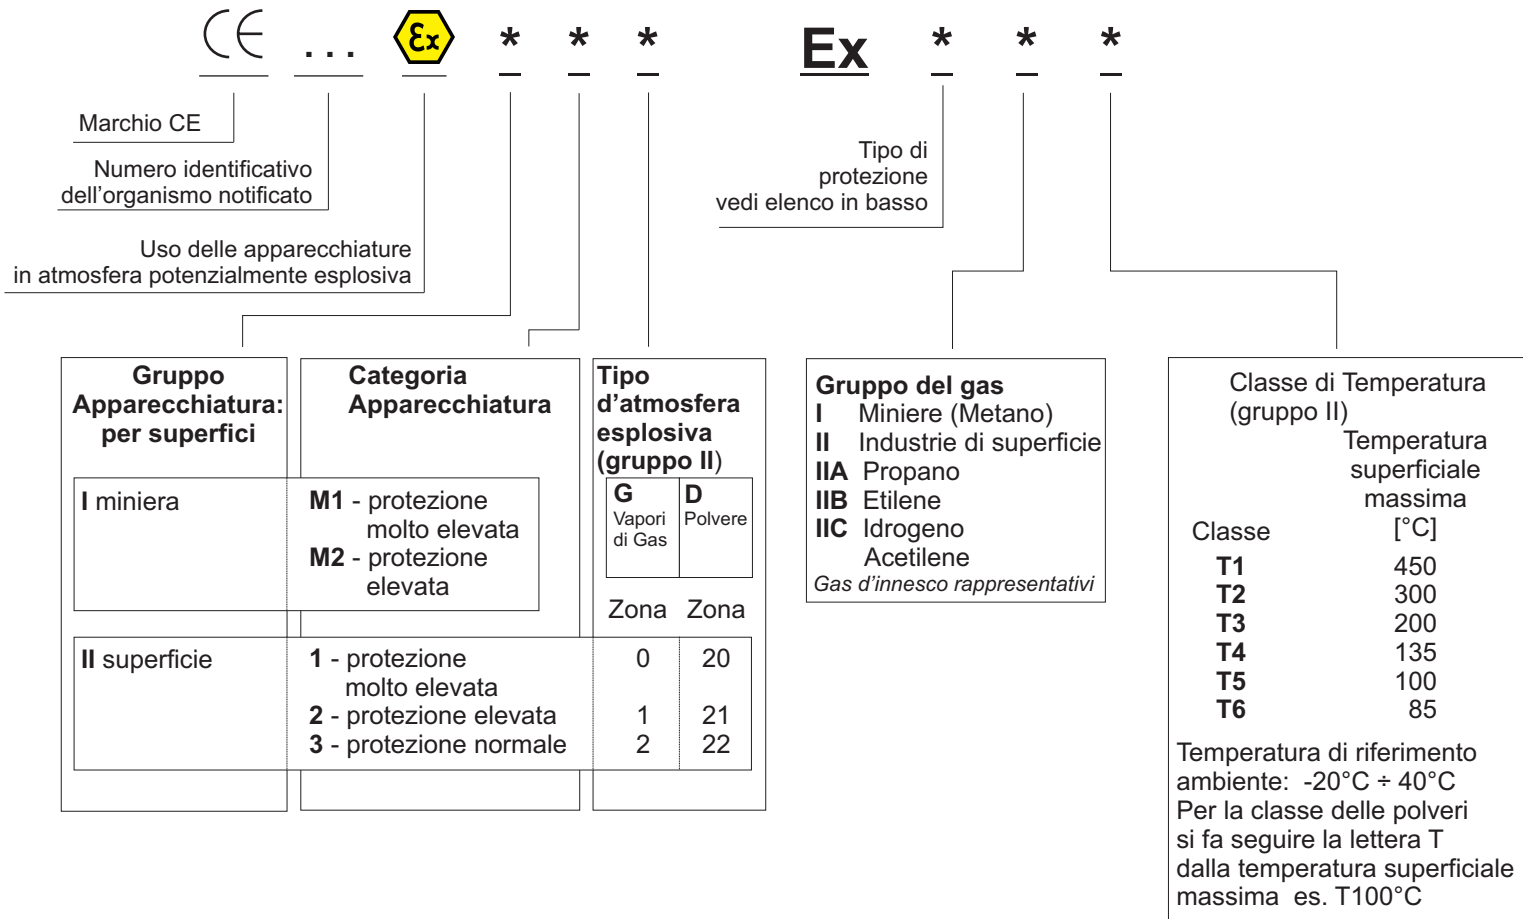 CE ... Ex * * * Ex * * *
Marchio CE
Numero identificativo
dell'organismo notificato
Uso delle apparecchiature
in atmosfera potenzialmente esplosiva
Tipo di
protezione
vedi elenco in basso
Gruppo
Apparecchiatura:
per superfici
Categoria
Apparecchiatura
Tipo
d'atmosfera
esplosiva
(gruppo II)
I miniera
M1 - protezione
molto elevata
M2 - protezione
elevata
G
Vapori
di Gas
D
Polvere
Zona Zona
II superficie
1 - protezione
molto elevata
0 20
2 - protezione elevata 1 21
3 - protezione normale 2 22
Gruppo del gas
I Miniere (Metano)
II Industrie di superficie
IIA Propano
IIB Etilene
IIC Idrogeno
Acetilene
Gas d'innesco rappresentativi
Classe di Temperatura
(gruppo II)
Temperatura
superficiale
massima
Classe [°C]
T1 450
T2 300
T3 200
T4 135
T5 100
T6 85
Temperatura di riferimento
ambiente: -20°C ÷ 40°C
Per la classe delle polveri
si fa seguire la lettera T
dalla temperatura superficiale
massima es. T100°C